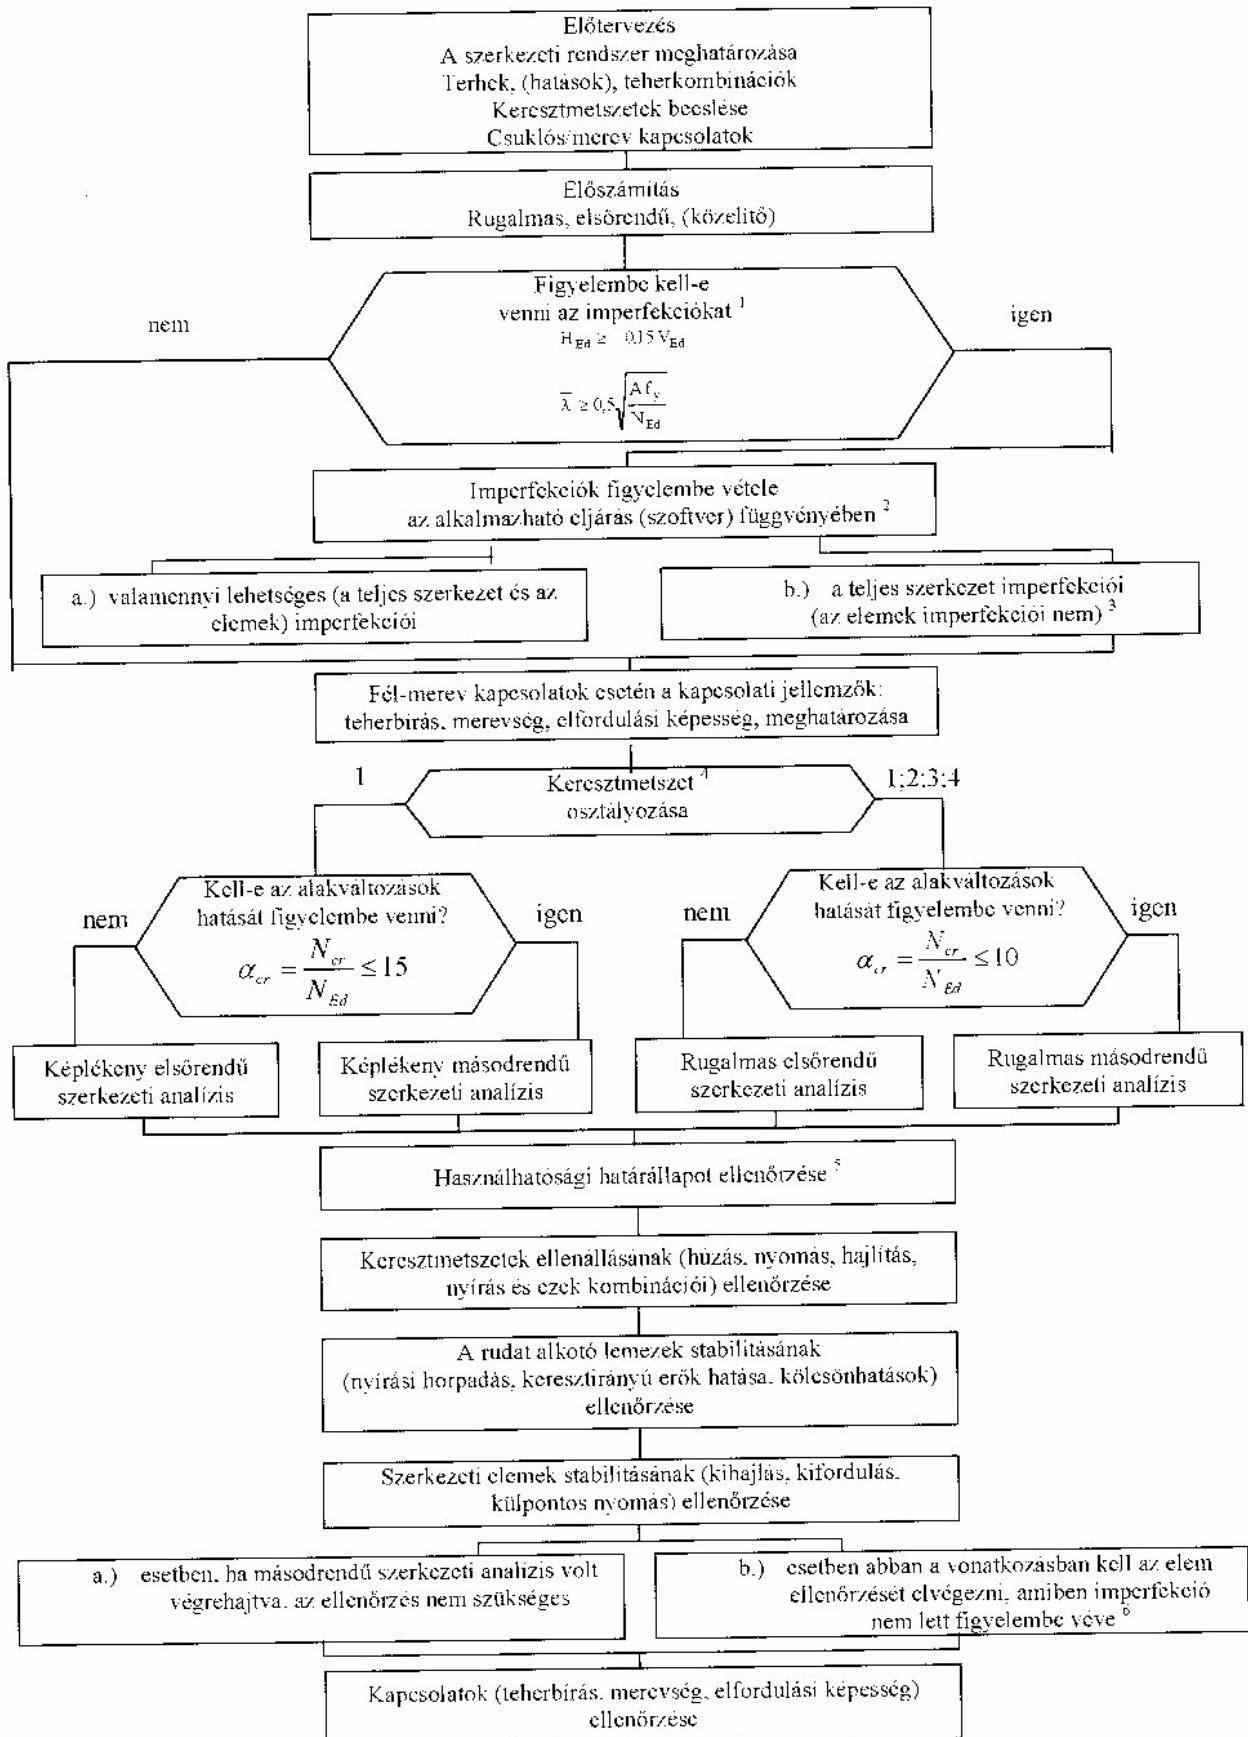 Előtervezés
A szerkezeti rendszer meghatározása
Terhek, (hatások), teherkombinációk
Keresztmetszetek becslése
Csuklós/merev kapcsolatok
Előszámítás
Rugalmas, elsőrendű, (közelítő)
Figyelembe kell-e
venni az imperfekciókat 1
nem
igen
H_Ed ≥ 0.15 V_Ed
λ̅ ≥ 0,5 √(A f_y / N_Ed)
Imperfekciók figyelembe vétele
az alkalmazható eljárás (szoftver) függvényében 2
a.) valamennyi lehetséges (a teljes szerkezet és az
elemek) imperfekciói
b.) a teljes szerkezet imperfekciói
(az elemek imperfekciói nem) 3
Fél-merev kapcsolatok esetén a kapcsolati jellemzők:
teherbírás, merevség, elfordulási képesség, meghatározása
1
Keresztmetszet 4
osztályozása
1;2;3;4
Kell-e az alakváltozások
hatását figyelembe venni?
nem
igen
α_cr = N_cr / N_Ed ≤ 15
Kell-e az alakváltozások
hatását figyelembe venni?
nem
igen
α_cr = N_cr / N_Ed ≤ 10
Képlékeny elsőrendű
szerkezeti analízis
Képlékeny másodrendű
szerkezeti analízis
Rugalmas elsőrendű
szerkezeti analízis
Rugalmas másodrendű
szerkezeti analízis
Használhatósági határállapot ellenőrzése 5
Keresztmetszetek ellenállásának (húzás, nyomás, hajlítás,
nyírás és ezek kombinációi) ellenőrzése
A rudat alkotó lemezek stabilitásának
(nyírási horpadás, keresztirányú erők hatása, kölcsönhatások)
ellenőrzése
Szerkezeti elemek stabilitásának (kihajlás, kifordulás,
külpontos nyomás) ellenőrzése
a.) esetben, ha másodrendű szerkezeti analízis volt
végrehajtva, az ellenőrzés nem szükséges
b.) esetben abban a vonatkozásban kell az elem
ellenőrzését elvégezni, amiben imperfekció
nem lett figyelembe véve 6
Kapcsolatok (teherbírás, merevség, elfordulási képesség)
ellenőrzése